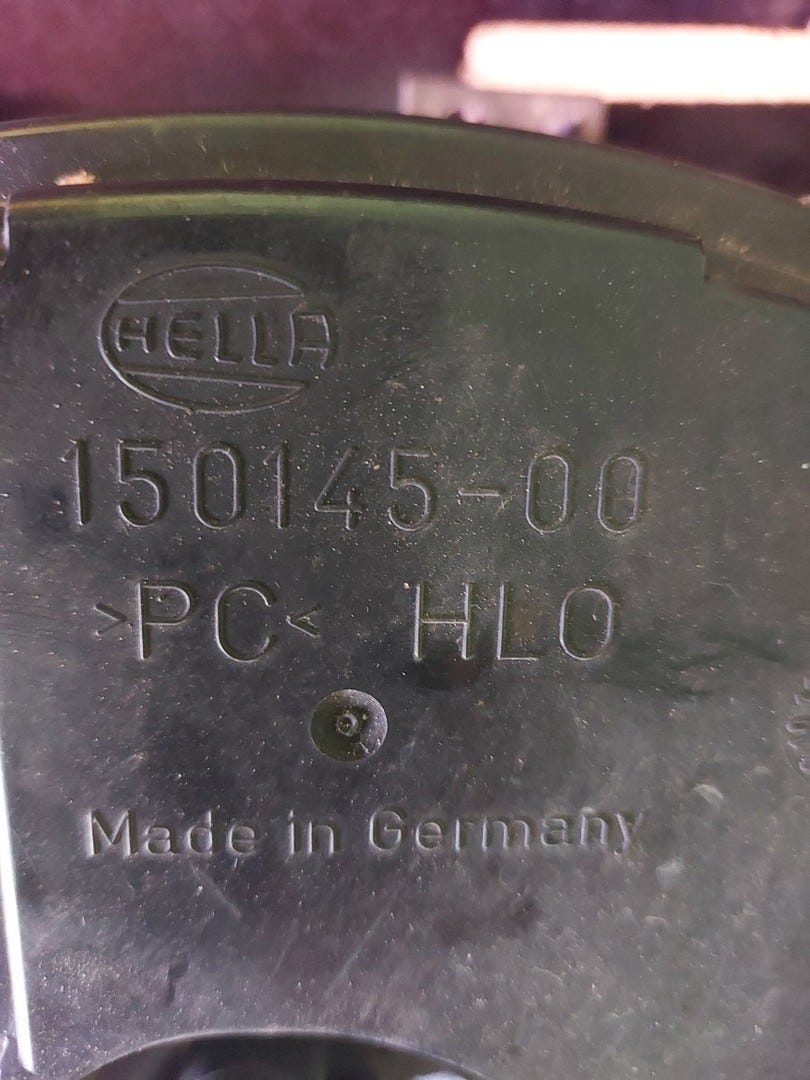 HELLA
150145-00
>PC< HLO
Made in Germany